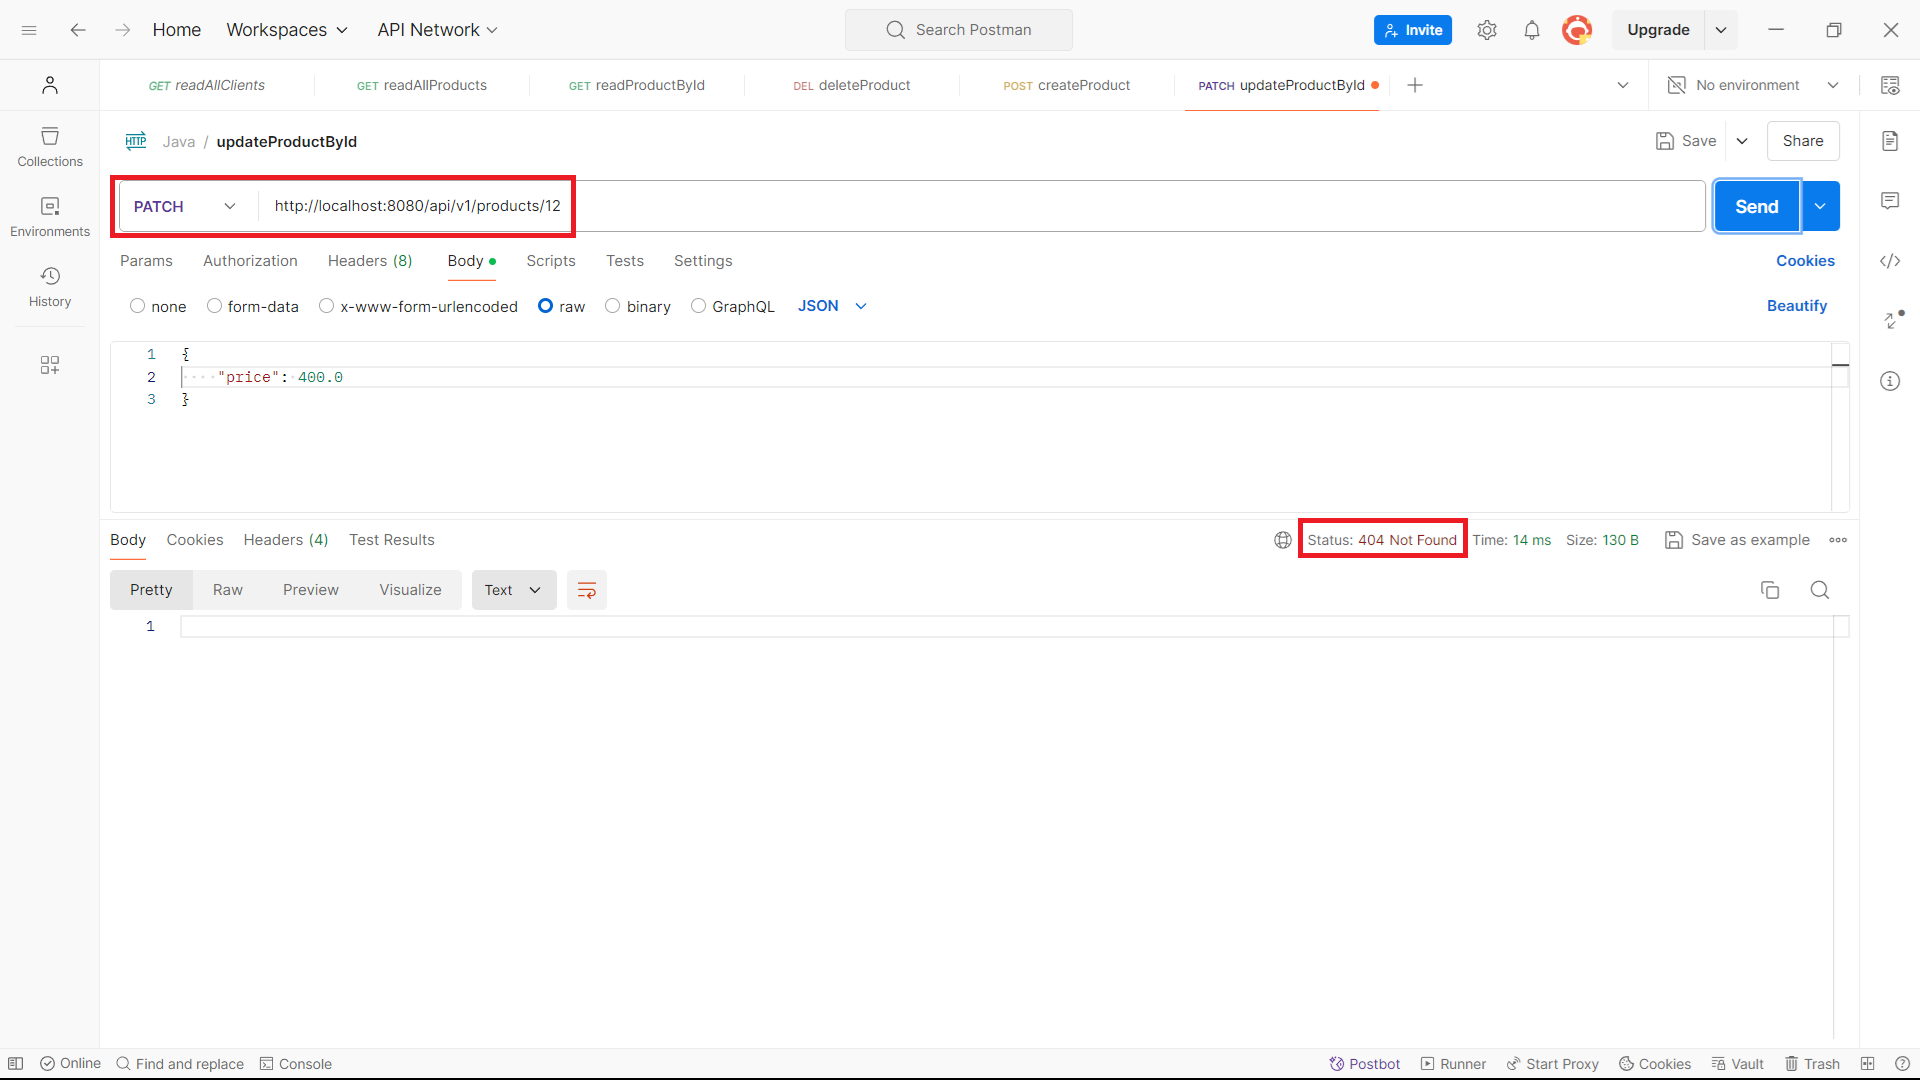 Home Workspaces API Network Search Postman Invite Upgrade
GET readAllClients GET readAllProducts GET readProductById DEL deleteProduct POST createProduct PATCH updateProductById No environment
HTTP Java / updateProductById Save Share
Collections
PATCH http://localhost:8080/api/v1/products/12 Send
Environments
Params Authorization Headers (8) Body Scripts Tests Settings Cookies
History
none form-data x-www-form-urlencoded raw binary GraphQL JSON Beautify
1 {
2 "price": 400.0
3 }
Body Cookies Headers (4) Test Results Status: 404 Not Found Time: 14 ms Size: 130 B Save as example
Pretty Raw Preview Visualize Text
1
Online Find and replace Console Postbot Runner Start Proxy Cookies Vault Trash